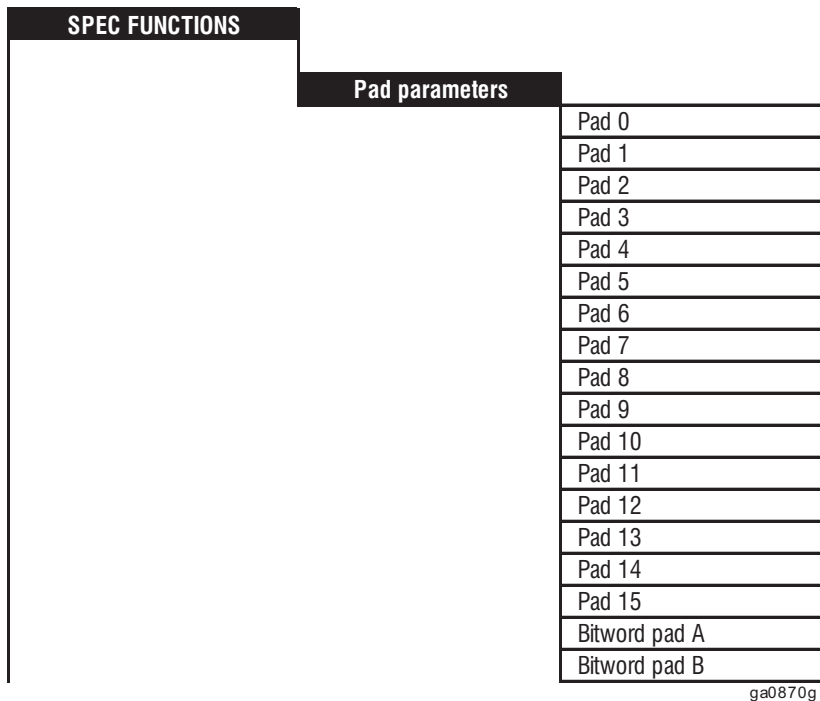 SPEC FUNCTIONS
Pad parameters
Pad 0
Pad 1
Pad 2
Pad 3
Pad 4
Pad 5
Pad 6
Pad 7
Pad 8
Pad 9
Pad 10
Pad 11
Pad 12
Pad 13
Pad 14
Pad 15
Bitword pad A
Bitword pad B
ga0870g